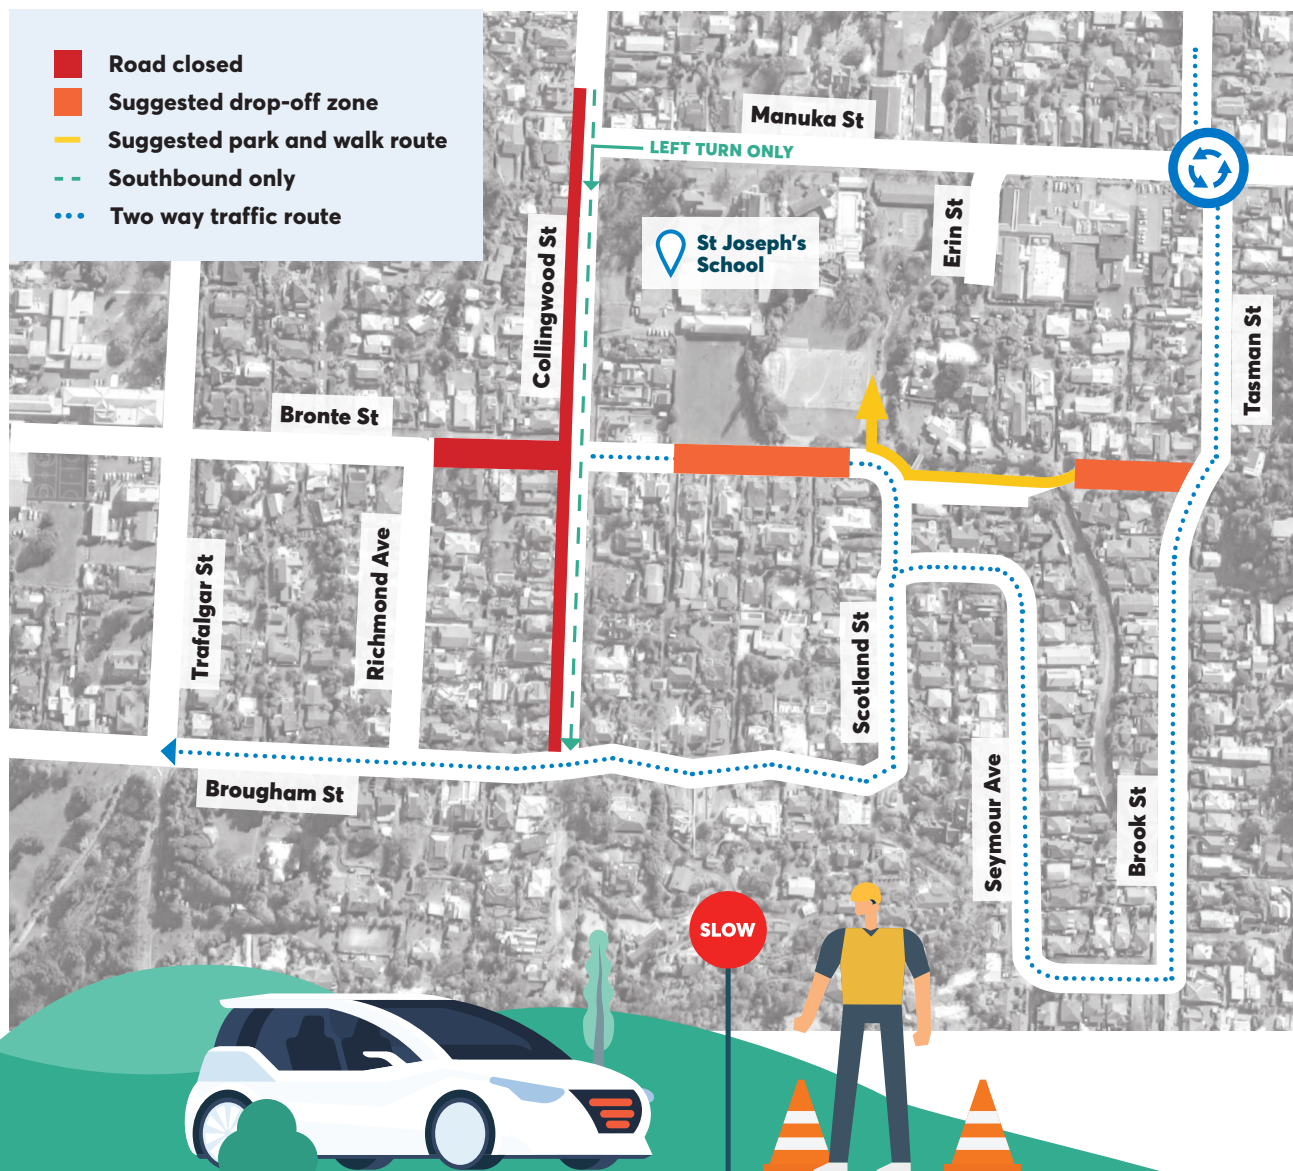 Road closed
Suggested drop-off zone
Suggested park and walk route
Southbound only
Two way traffic route
Manuka St
LEFT TURN ONLY
Erin St
St Joseph's
School
Collingwood St
Tasman St
Bronte St
Trafalgar St
Richmond Ave
Scotland St
Seymour Ave
Brook St
Brougham St
SLOW